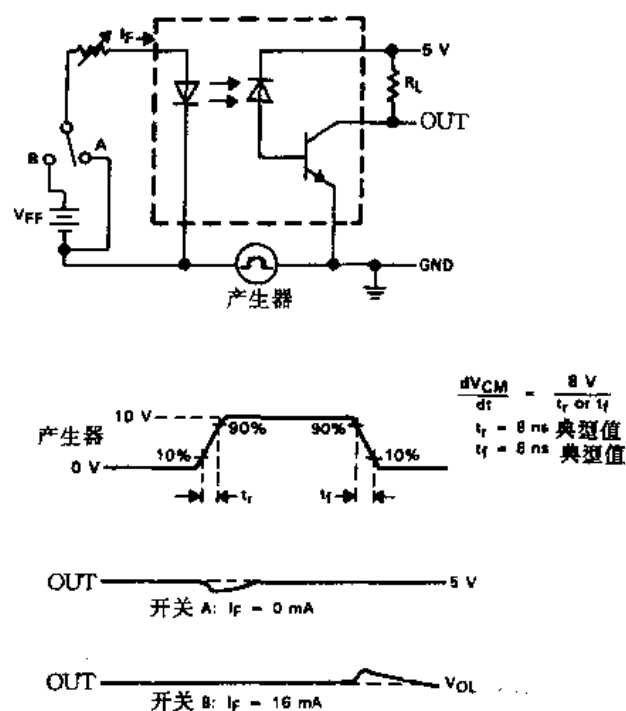 I_F
5 V
R_L
OUT
A
B
V_FF
GND
产生器
dV_CM/dt = 8 V/t_r or t_f
t_r = 8 ns 典型值
t_f = 8 ns 典型值
10 V
产生器
90% 90%
10% 10%
0 V
t_r t_f
OUT 5 V
开关 A: I_F = 0 mA
OUT V_OL
开关 B: I_F = 16 mA